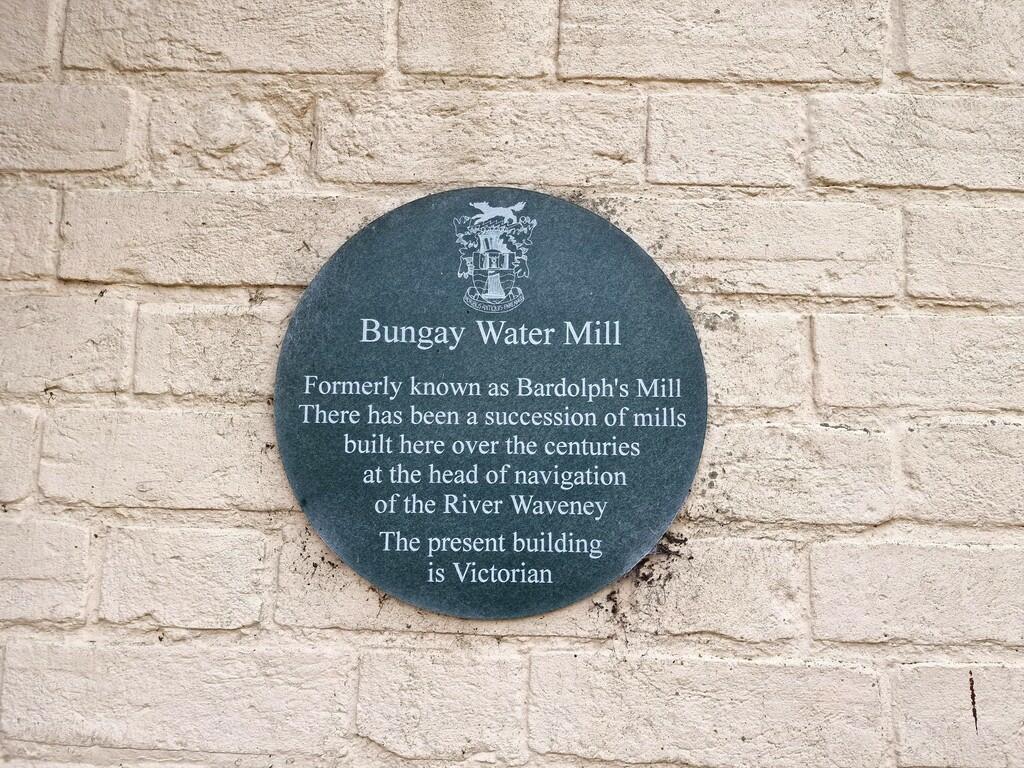 Bungay Water Mill
Formerly known as Bardolph's Mill
There has been a succession of mills
built here over the centuries
at the head of navigation
of the River Waveney
The present building
is Victorian